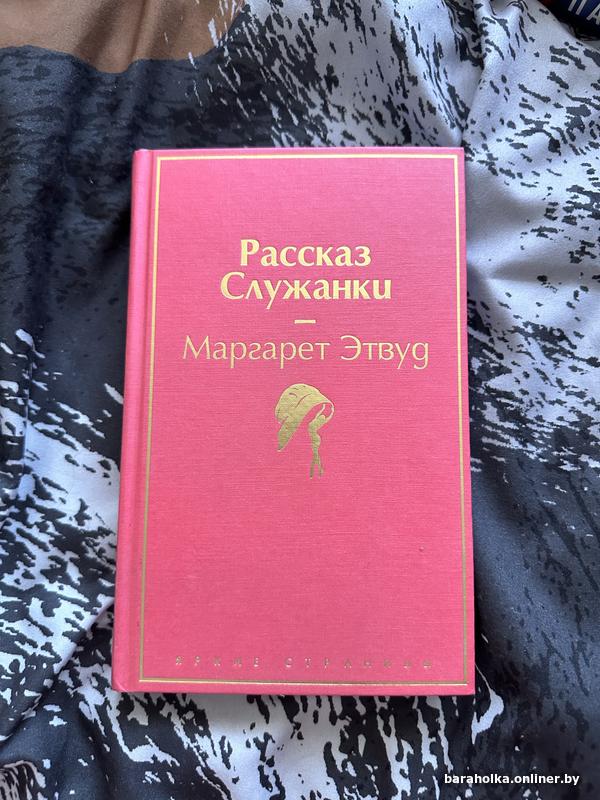 Рассказ
Служанки
Маргарет Этвуд
ЯРКИЕ СТРАНИЦЫ
baraholka.onliner.by